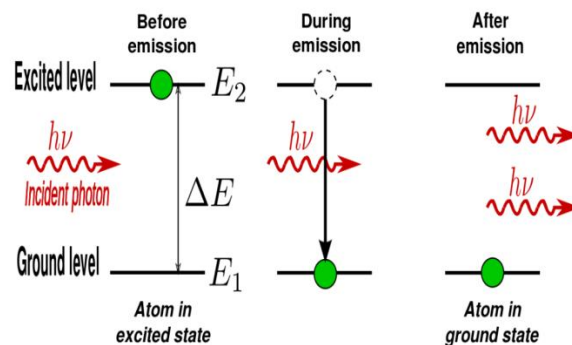 Before
emission
During
emission
After
emission
Excited level
E₂
hν
Incident photon
ΔE
hν
hν
hν
Ground level
E₁
Atom in
excited state
Atom in
ground state